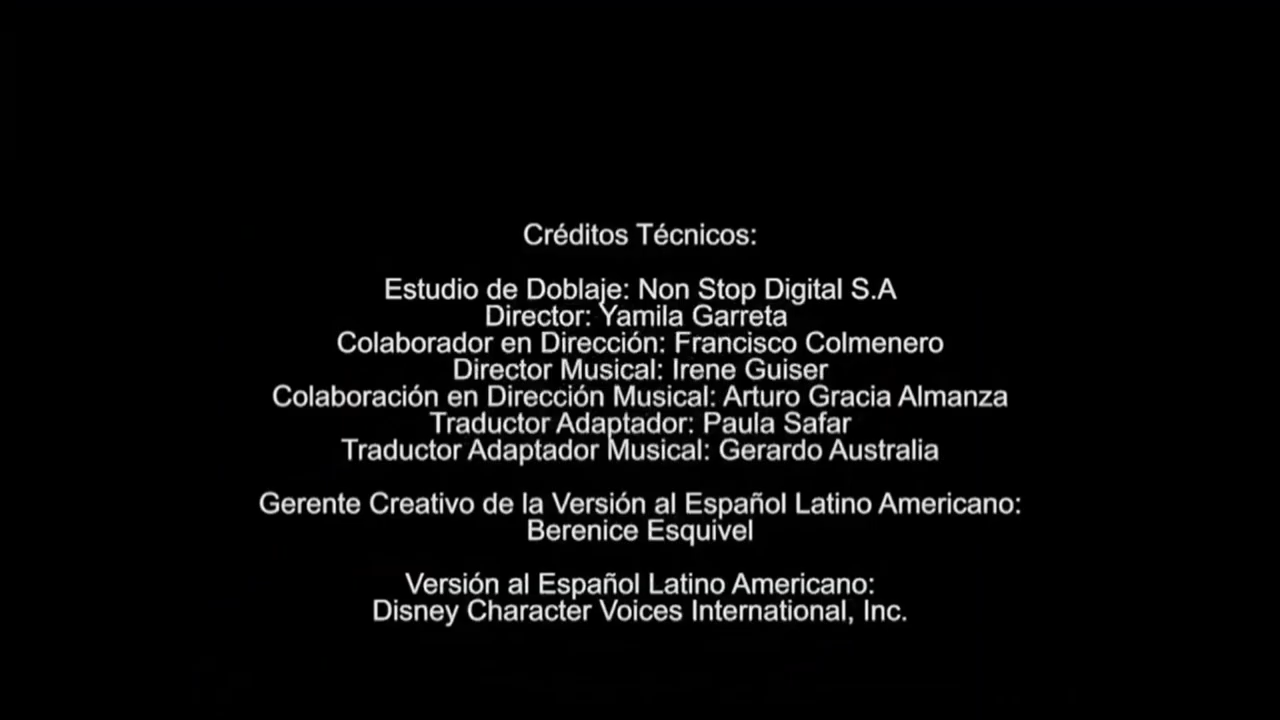 Créditos Técnicos:
Estudio de Doblaje: Non Stop Digital S.A
Director: Yamila Garreta
Colaborador en Dirección: Francisco Colmenero
Director Musical: Irene Guiser
Colaboración en Dirección Musical: Arturo Gracia Almanza
Traductor Adaptador: Paula Safar
Traductor Adaptador Musical: Gerardo Australia
Gerente Creativo de la Versión al Español Latino Americano:
Berenice Esquivel
Versión al Español Latino Americano:
Disney Character Voices International, Inc.